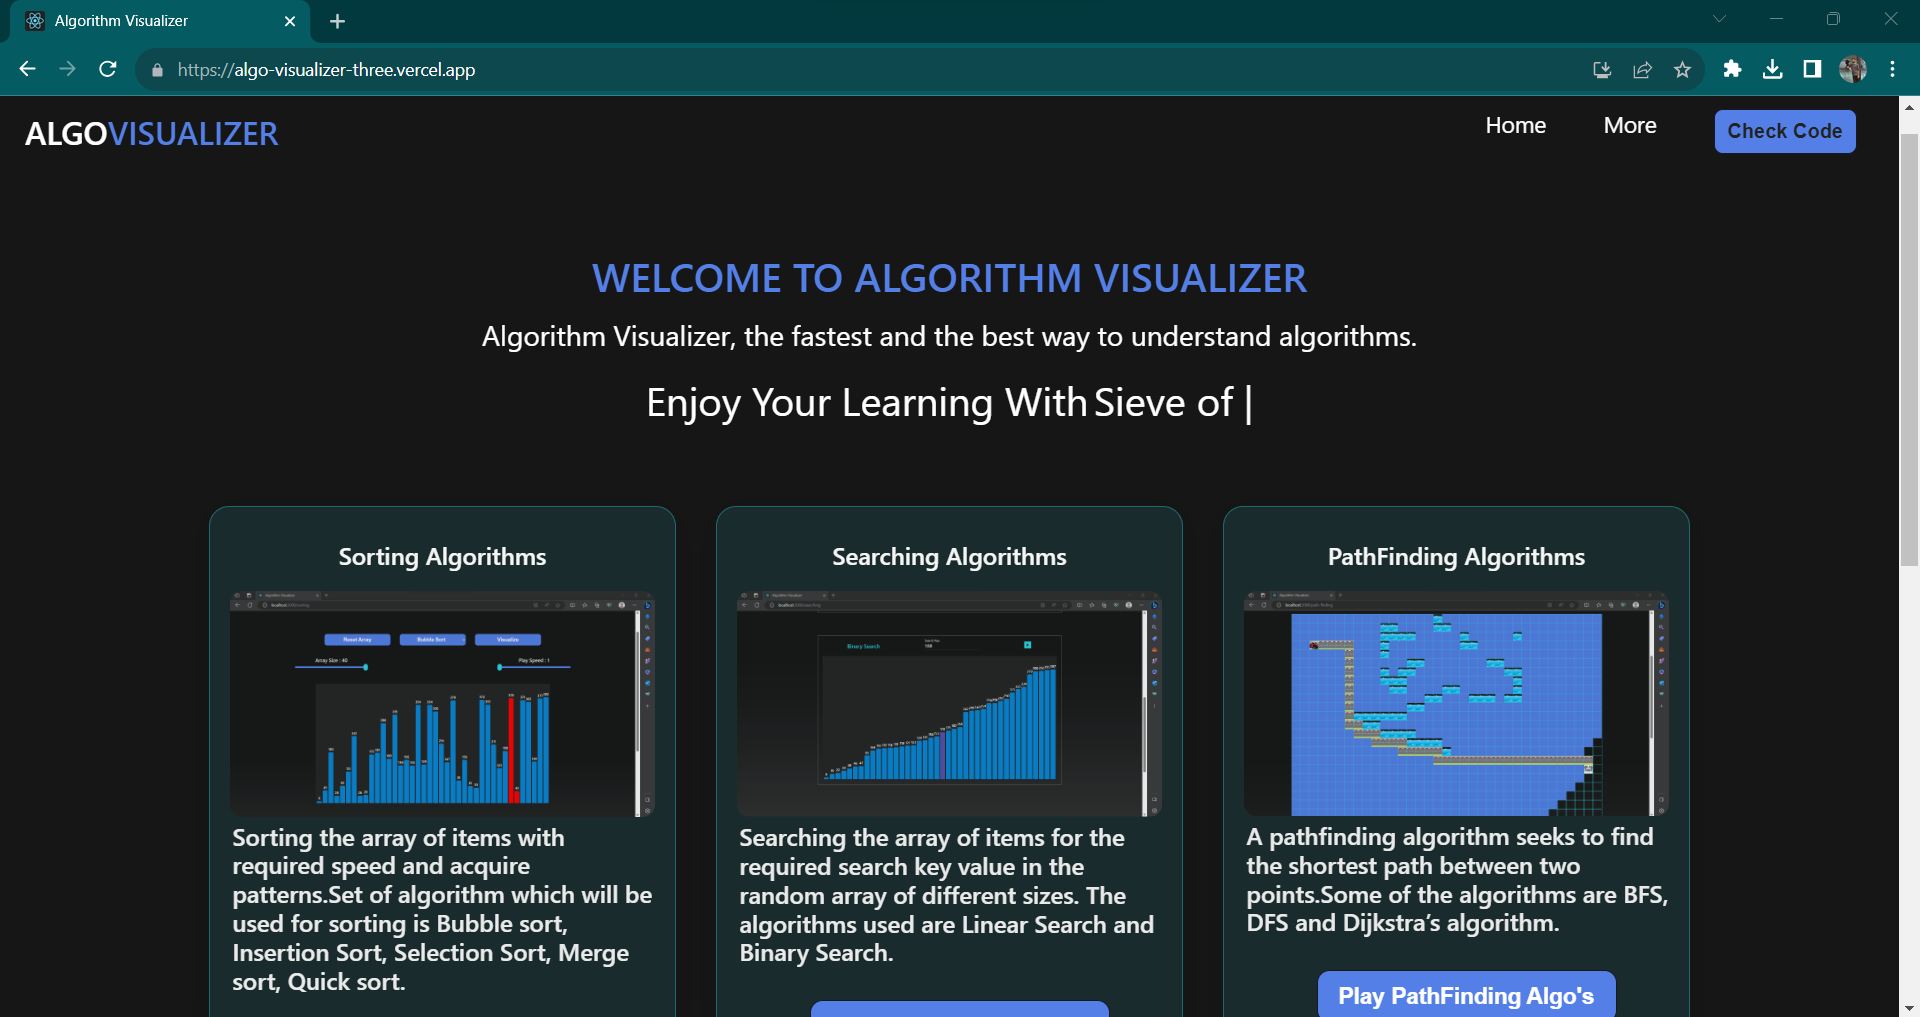 Algorithm Visualizer
https://algo-visualizer-three.vercel.app
ALGOVISUALIZER
Home
More
Check Code
WELCOME TO ALGORITHM VISUALIZER
Algorithm Visualizer, the fastest and the best way to understand algorithms.
Enjoy Your Learning With Sieve of |
Sorting Algorithms
Reset Array
Bubble Sort
Visualize
Array Size : 40
Play Speed : 1
Sorting the array of items with
required speed and acquire
patterns.Set of algorithm which will be
used for sorting is Bubble sort,
Insertion Sort, Selection Sort, Merge
sort, Quick sort.
Searching Algorithms
Binary Search
Searching the array of items for the
required search key value in the
random array of different sizes. The
algorithms used are Linear Search and
Binary Search.
PathFinding Algorithms
A pathfinding algorithm seeks to find
the shortest path between two
points.Some of the algorithms are BFS,
DFS and Dijkstra’s algorithm.
Play PathFinding Algo's